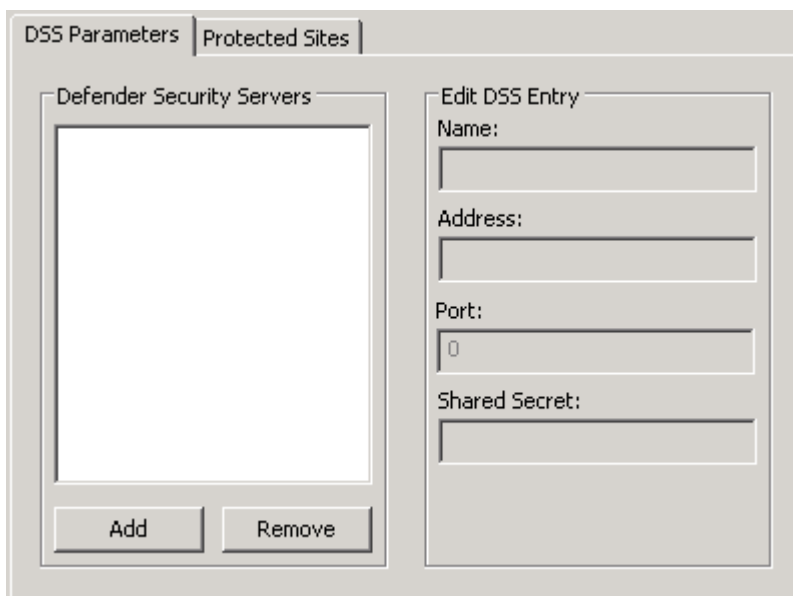 DSS Parameters
Protected Sites
Defender Security Servers
Add
Remove
Edit DSS Entry
Name:
Address:
Port:
0
Shared Secret: